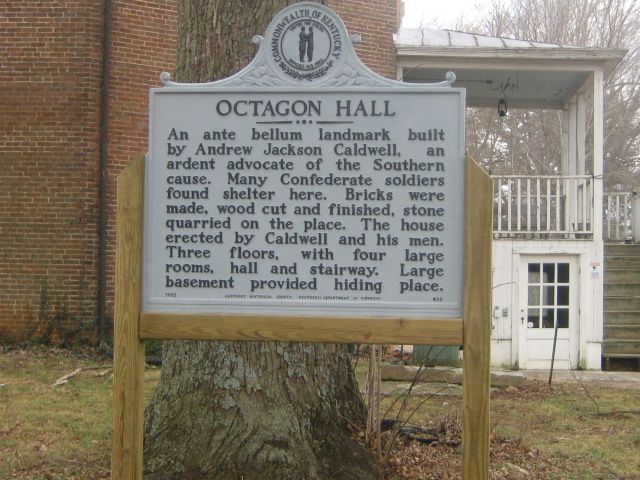 COMMONWEALTH OF KENTUCKY
OCTAGON HALL
An ante bellum landmark built
by Andrew Jackson Caldwell, an
ardent advocate of the Southern
cause. Many Confederate soldiers
found shelter here. Bricks were
made, wood cut and finished, stone
quarried on the place. The house
erected by Caldwell and his men.
Three floors, with four large
rooms, hall and stairway. Large
basement provided hiding place.
KENTUCKY HISTORICAL SOCIETY KENTUCKY DEPARTMENT OF HIGHWAYS